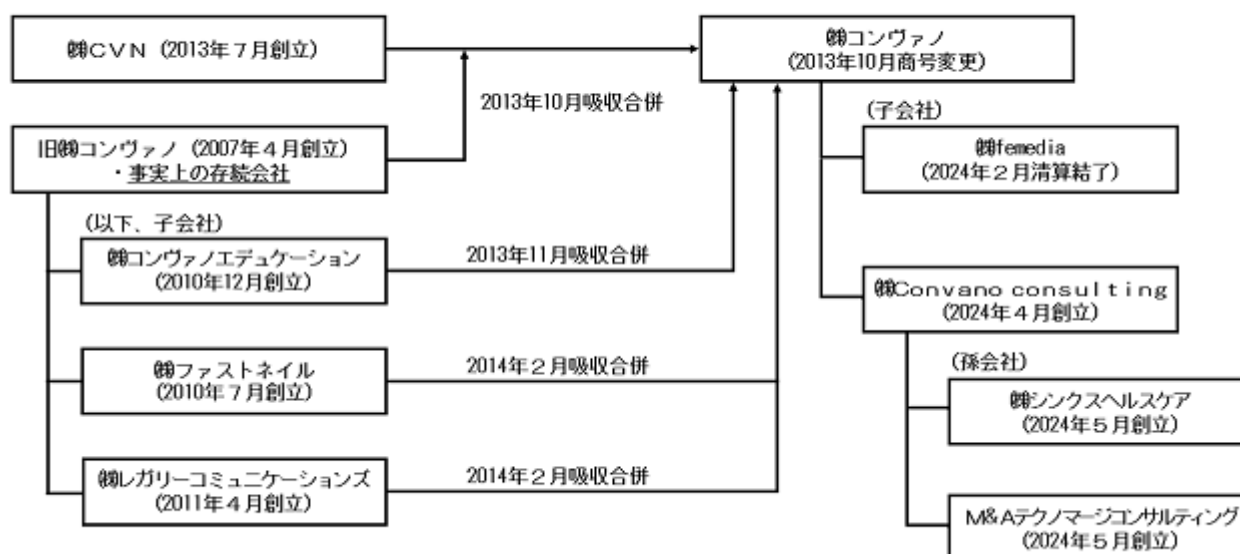 ㈱ＣＶＮ（2013年７月創立）
㈱コンヴァノ
（2013年10月商号変更）
2013年10月吸収合併
旧㈱コンヴァノ（2007年４月創立）
・事実上の存続会社
（子会社）
㈱femedia
（2024年２月清算結了）
（以下、子会社）
㈱コンヴァノエデュケーション
（2010年12月創立）
2013年11月吸収合併
㈱Ｃｏｎｖａｎｏ ｃｏｎｓｕｌｔｉｎｇ
（2024年４月創立）
㈱ファストネイル
（2010年７月創立）
2014年２月吸収合併
（孫会社）
㈱シンクスヘルスケア
（2024年５月創立）
㈱レガリーコミュニケーションズ
（2011年４月創立）
2014年２月吸収合併
Ｍ&Ａテクノマージコンサルティング
（2024年５月創立）